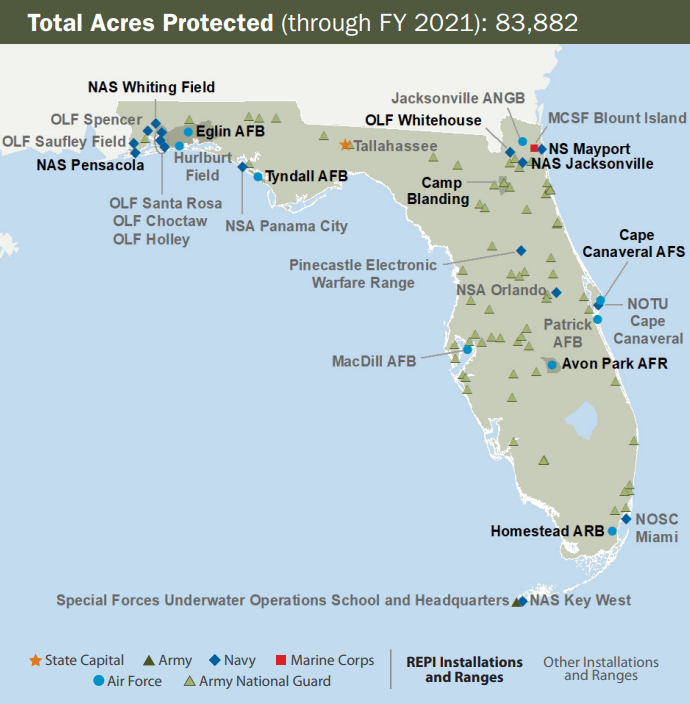 Total Acres Protected (through FY 2021): 83,882
NAS Whiting Field
OLF Spencer
OLF Saufley Field
NAS Pensacola
Eglin AFB
Hurlburt
Field
OLF Santa Rosa
OLF Choctaw
OLF Holley
NSA Panama City
Tyndall AFB
Tallahassee
Jacksonville ANGB
OLF Whitehouse
MCSF Blount Island
NS Mayport
NAS Jacksonville
Camp
Blanding
Cape
Canaveral AFS
Pinecastle Electronic
Warfare Range
NSA Orlando
NOTU
Cape
Canaveral
Patrick
AFB
MacDill AFB
Avon Park AFR
Homestead ARB
NOSC
Miami
Special Forces Underwater Operations School and Headquarters
NAS Key West
State Capital
Army
Navy
Marine Corps
Air Force
Army National Guard
REPI Installations
and Ranges
Other Installations
and Ranges